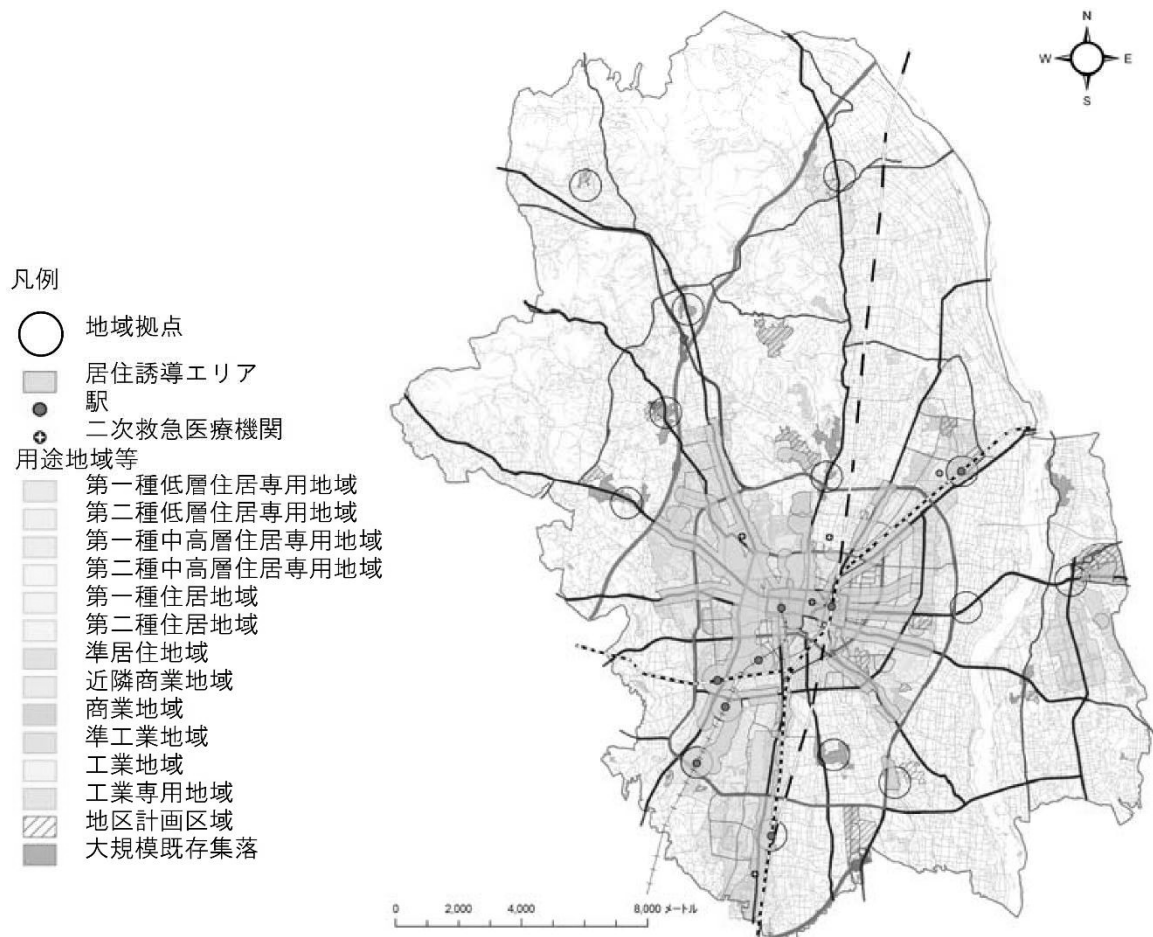 N
W
E
S
凡例
地域拠点
居住誘導エリア
駅
二次救急医療機関
用途地域等
第一種低層住居専用地域
第二種低層住居専用地域
第一種中高層住居専用地域
第二種中高層住居専用地域
第一種住居地域
第二種住居地域
準居住地域
近隣商業地域
商業地域
準工業地域
工業地域
工業専用地域
地区計画区域
大規模既存集落
0 2,000 4,000 8,000 メートル